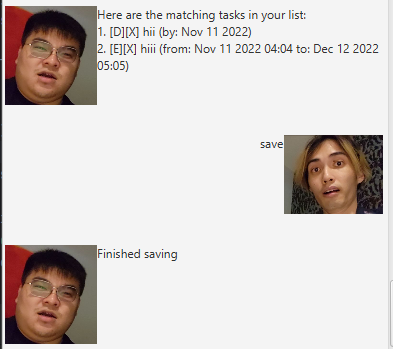 Here are the matching tasks in your list:
1. [D][X] hii (by: Nov 11 2022)
2. [E][X] hiii (from: Nov 11 2022 04:04 to: Dec 12 2022
05:05)
save
Finished saving